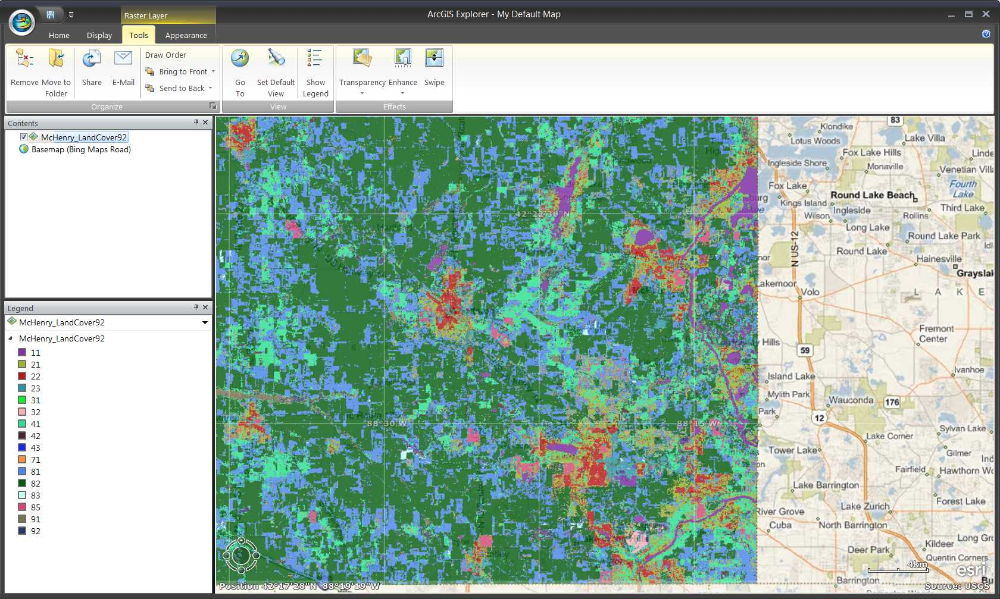 Raster Layer
ArcGIS Explorer - My Default Map
Home
Display
Tools
Appearance
Remove
Move to
Folder
Share
E-Mail
Draw Order
Bring to Front
Send to Back
Organize
Go
To
Set Default
View
Show
Legend
View
Transparency
Enhance
Swipe
Effects
Contents
McHenry_LandCover92
Basemap (Bing Maps Road)
Legend
McHenry_LandCover92
McHenry_LandCover92
11
21
22
23
31
32
41
42
43
71
81
82
83
85
91
92
42°22'30"N
88°30'W
88°15'W
Position 42°17'28"N 88°19'19"W
83
Klondike
Lotus Woods
Lake Villa
Fox Lake Hills
Linde
Ingleside Shore
Monaville
Venetian Villa
Fox Lake
Fourth
Lake
Round Lake Beach
Kings Island
Ingleside
Third Lake
Wilson
Rollins
Long Lake
Round Lake Park
N US-12
Round Lake
Hainesville
Grayslak
Lakemoor
Volo
L A K E
Fremont
Center
Hills
59
Ivanhoe
Island Lake
Mylith Park
Wauconda
176
Park
12
Sylvan Lake
Lake Corner
Tower Lake
Gilmer
Ind
Fairfield
Hawthorn Wo
Lake Barrington
Forest Lake
Lake Zurich
River Grove
Cuba
North Barrington
Long Gro
Kildeer
Deer Park
Quentin Corners
4km
esri
Barrington
Source: USGS